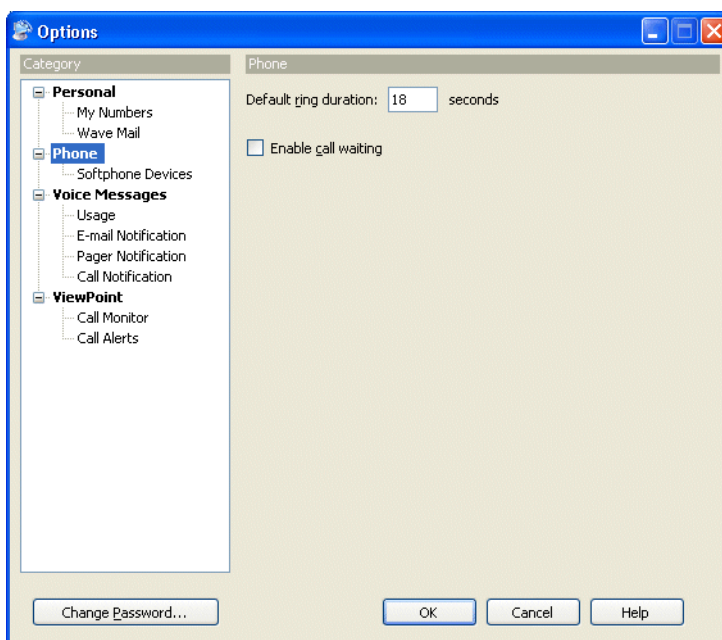 Options
Category
Personal
My Numbers
Wave Mail
Phone
Softphone Devices
Voice Messages
Usage
E-mail Notification
Pager Notification
Call Notification
ViewPoint
Call Monitor
Call Alerts
Phone
Default ring duration: 18 seconds
Enable call waiting
Change Password... OK Cancel Help